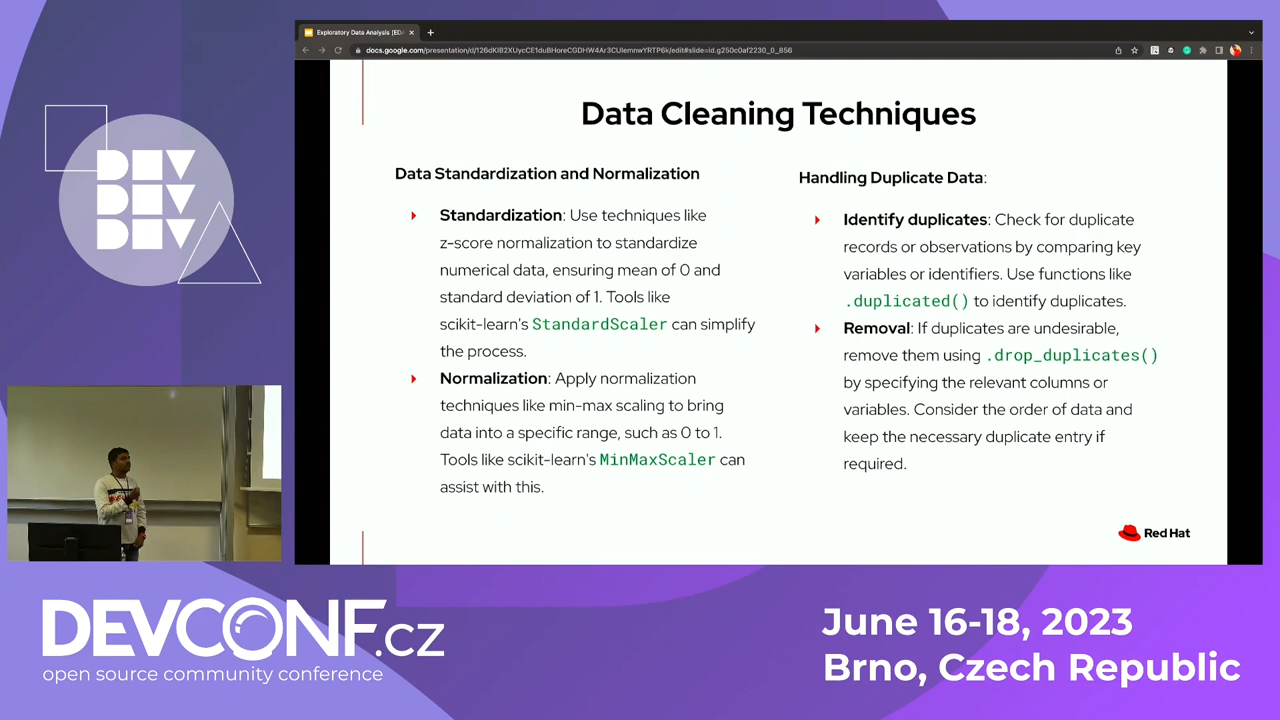 Exploratory Data Analysis [EDA
docs.google.com/presentation/d/126dKIB2XUycCE1duBHoreCGDHW4Ar3CUlemnwYRTP6k/edit#slide=id.g250c0af2230_0_856
DEV
DEV
DEV
Data Cleaning Techniques
Data Standardization and Normalization
Standardization: Use techniques like
z-score normalization to standardize
numerical data, ensuring mean of 0 and
standard deviation of 1. Tools like
scikit-learn's StandardScaler can simplify
the process.
Normalization: Apply normalization
techniques like min-max scaling to bring
data into a specific range, such as 0 to 1.
Tools like scikit-learn's MinMaxScaler can
assist with this.
Handling Duplicate Data:
Identify duplicates: Check for duplicate
records or observations by comparing key
variables or identifiers. Use functions like
.duplicated() to identify duplicates.
Removal: If duplicates are undesirable,
remove them using .drop_duplicates()
by specifying the relevant columns or
variables. Consider the order of data and
keep the necessary duplicate entry if
required.
Red Hat
DEVCONF.cz
open source community conference
June 16-18, 2023
Brno, Czech Republic